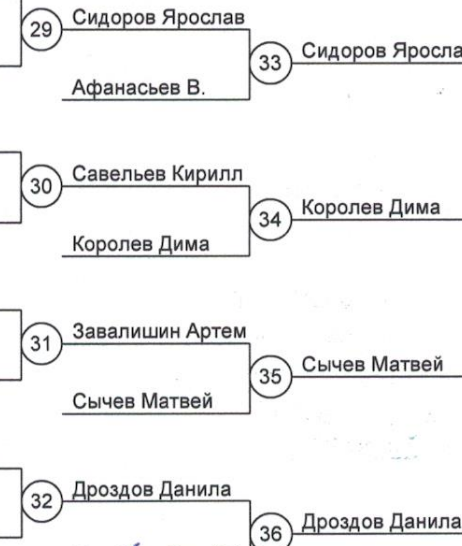 29 Сидоров Ярослав
33 Сидоров Яросла
Афанасьев В.
30 Савельев Кирилл
34 Королев Дима
Королев Дима
31 Завалишин Артем
35 Сычев Матвей
Сычев Матвей
32 Дроздов Данила
36 Дроздов Данила